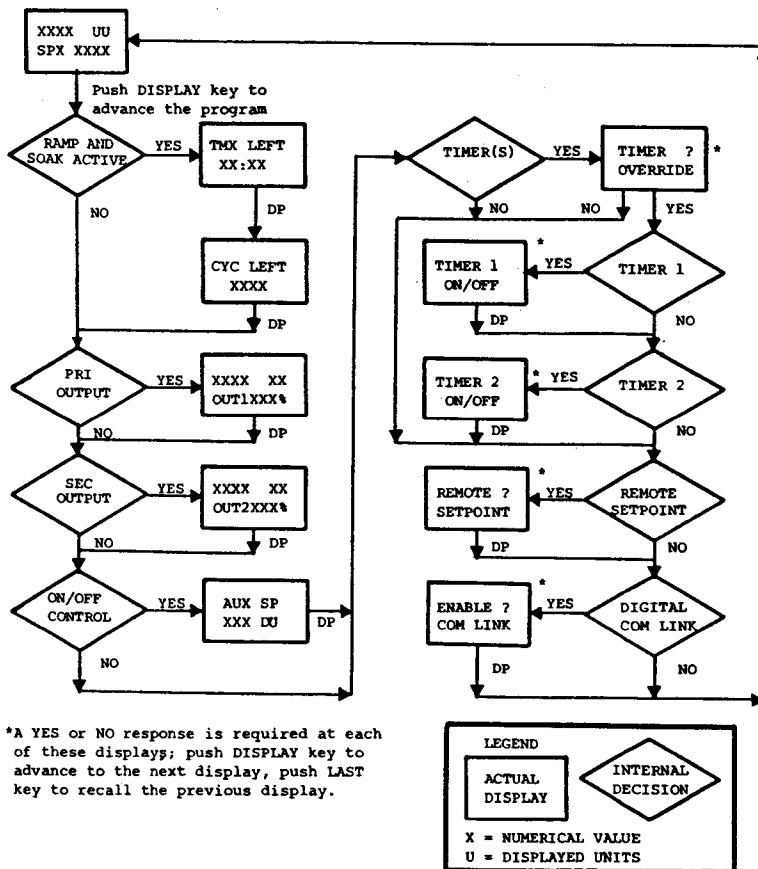 XXXX UU
SPX XXXX
Push DISPLAY key to
advance the program
RAMP AND
SOAK ACTIVE
YES
TMX LEFT
XX:XX
NO
DP
CYC LEFT
XXXX
DP
PRI
OUTPUT
YES
XXXX XX
OUT1XXX%
NO
DP
SEC
OUTPUT
YES
XXXX XX
OUT2XXX%
NO
DP
ON/OFF
CONTROL
YES
AUX SP
XXX DU
DP
NO
TIMER(S)
YES
TIMER ?
OVERRIDE
*
NO
NO
YES
*
TIMER 1
ON/OFF
YES
TIMER 1
DP
NO
*
TIMER 2
ON/OFF
YES
TIMER 2
DP
NO
*
REMOTE ?
SETPOINT
YES
REMOTE
SETPOINT
DP
NO
*
ENABLE ?
COM LINK
YES
DIGITAL
COM LINK
DP
NO
*A YES or NO response is required at each
of these displays; push DISPLAY key to
advance to the next display, push LAST
key to recall the previous display.
LEGEND
ACTUAL
DISPLAY
INTERNAL
DECISION
X = NUMERICAL VALUE
U = DISPLAYED UNITS